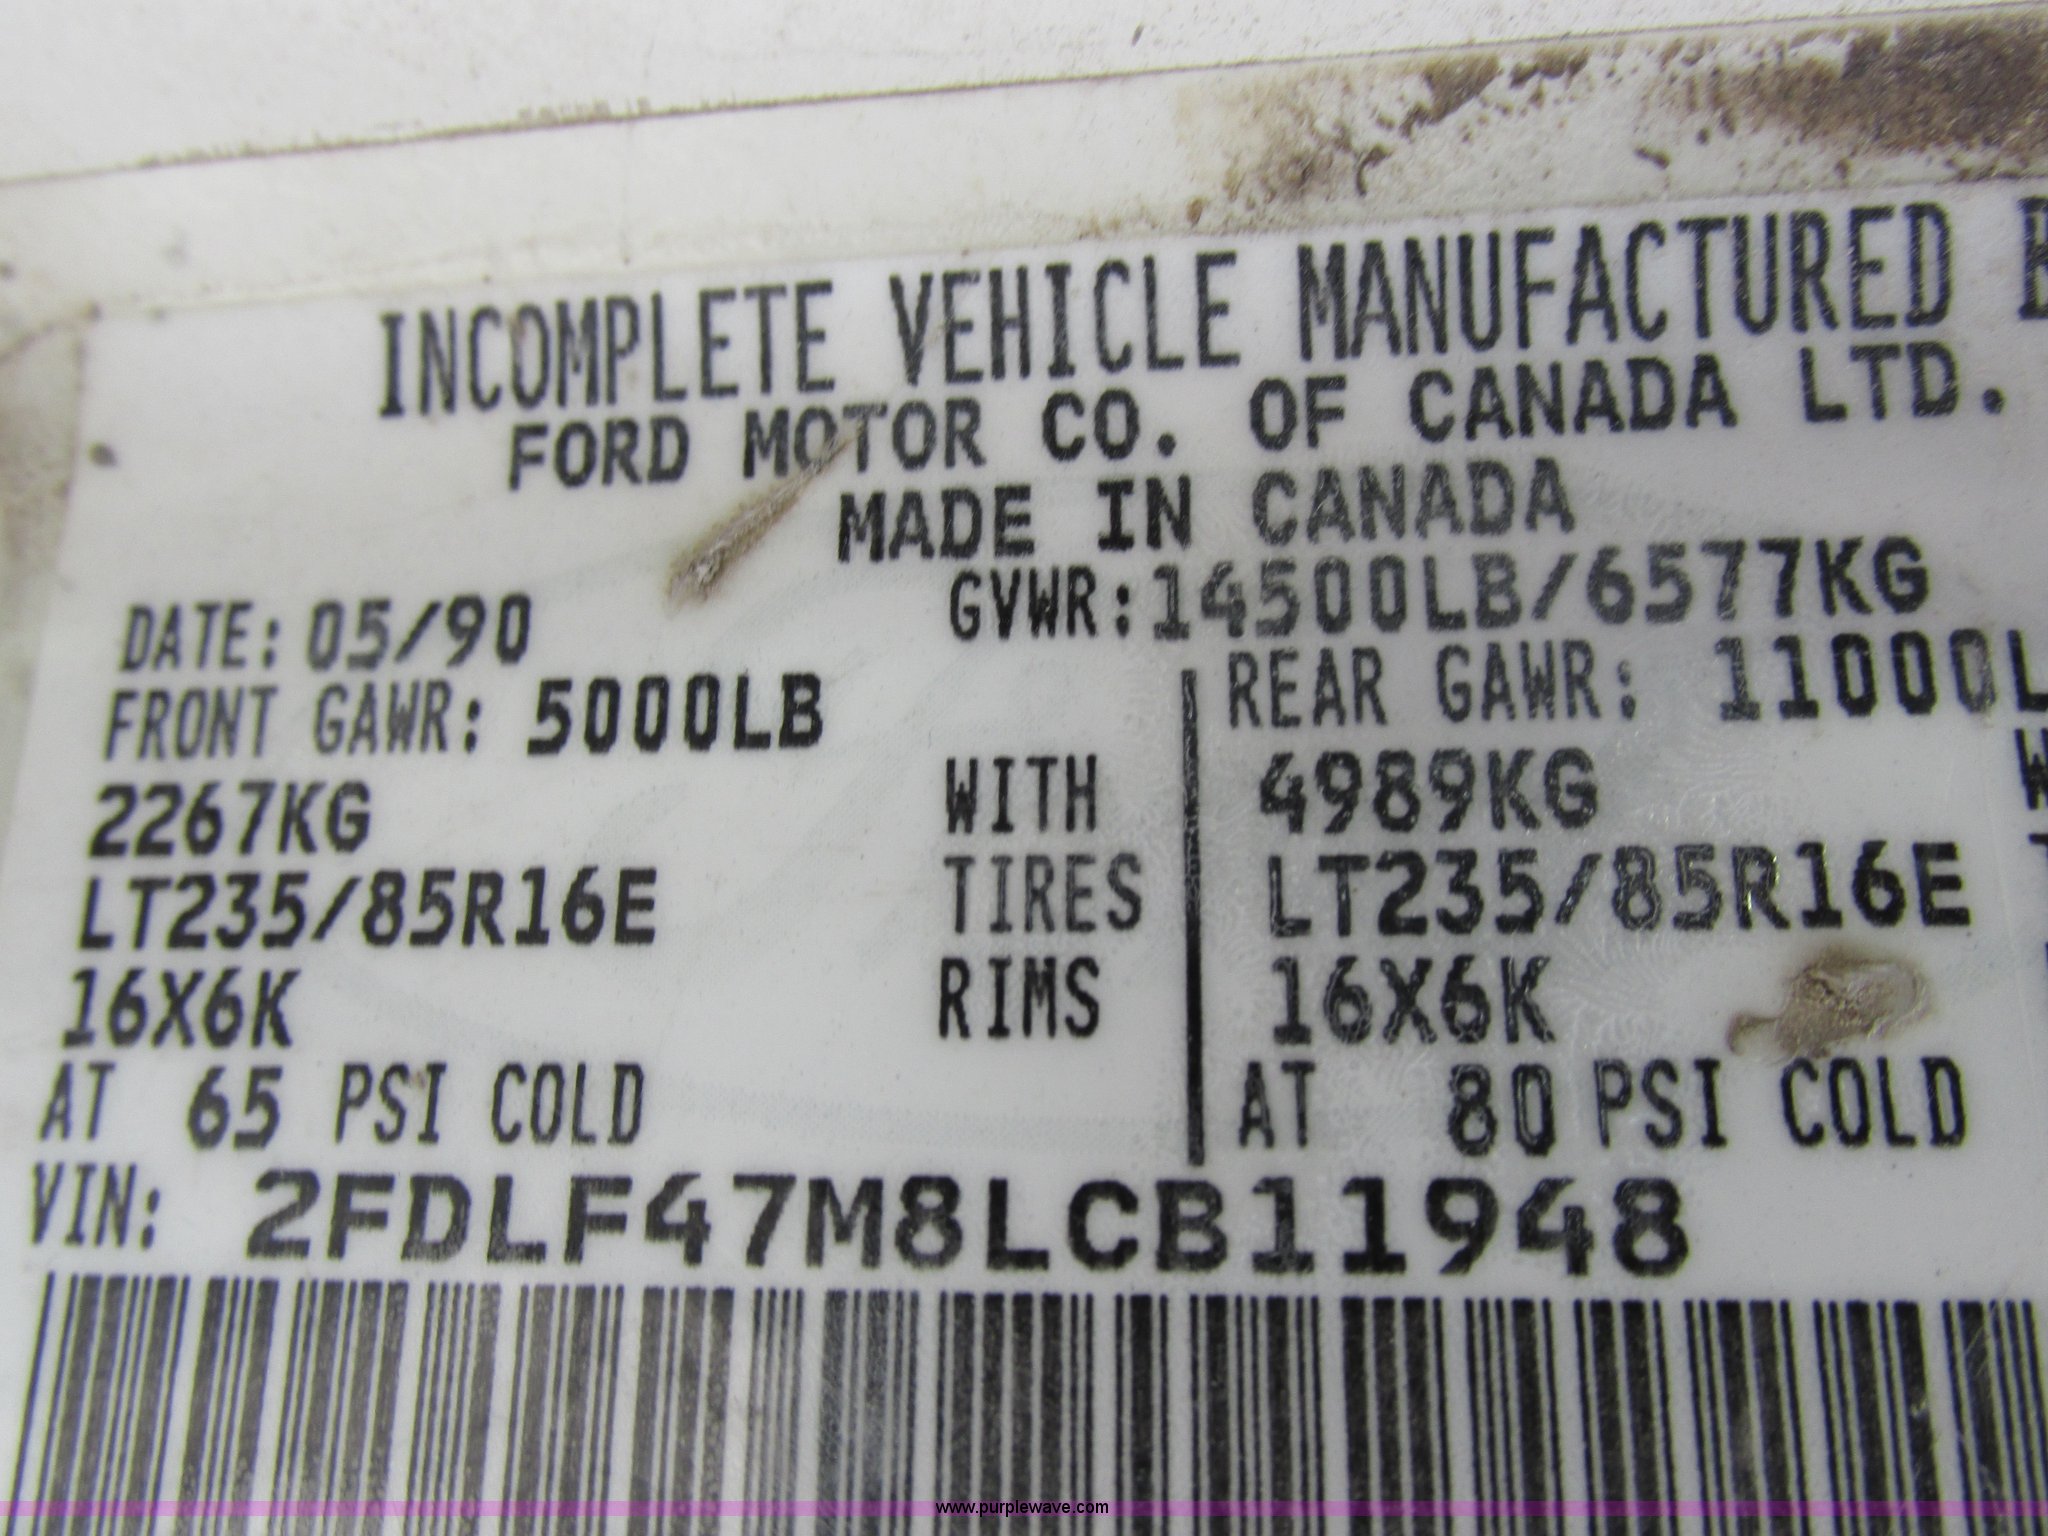 INCOMPLETE VEHICLE MANUFACTURED
FORD MOTOR CO. OF CANADA LTD.
MADE IN CANADA
DATE: 05/90 GVWR:14500LB/6577KG
FRONT GAWR: 5000LB REAR GAWR: 11000L
2267KG WITH 4989KG
LT235/85R16E TIRES LT235/85R16E
16X6K RIMS 16X6K
AT 65 PSI COLD AT 80 PSI COLD
VIN: 2FDLF47M8LCB11948
www.purplewave.com